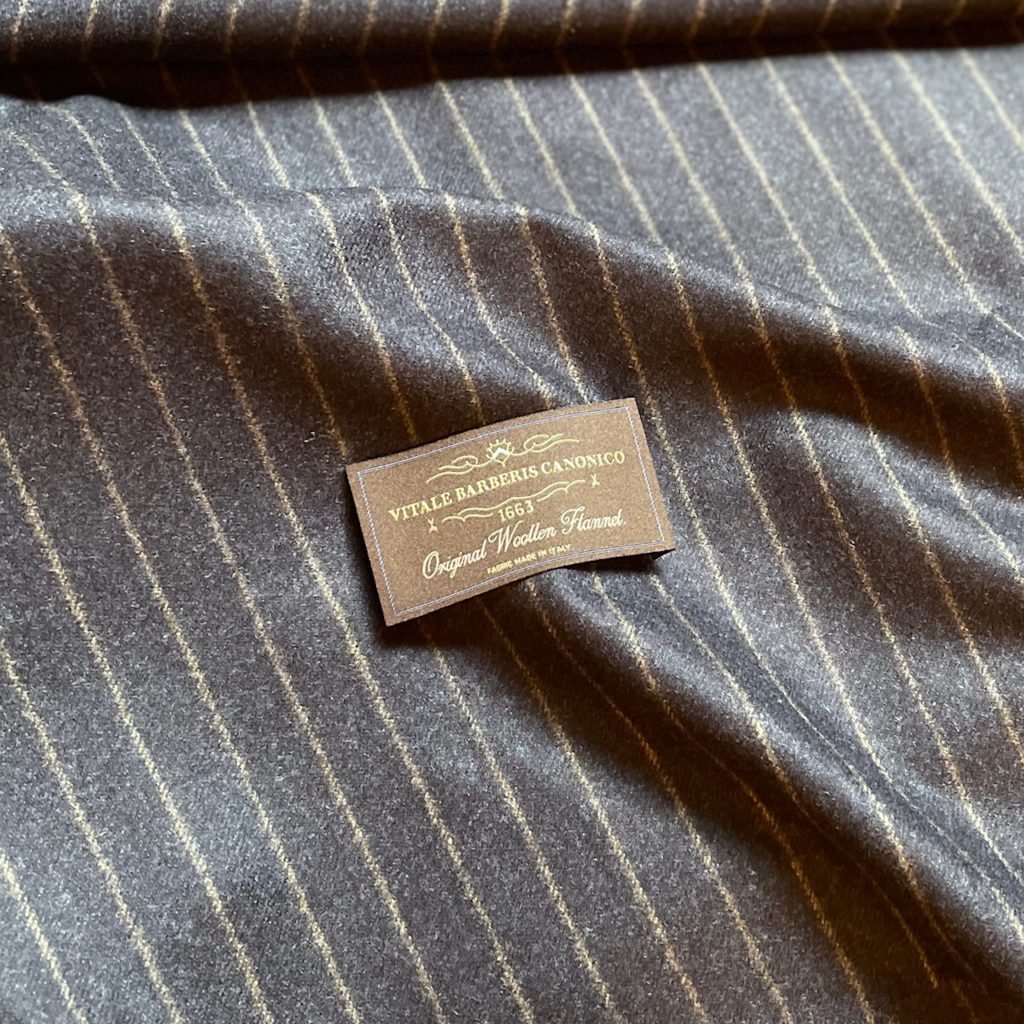 VITALE BARBERIS CANONICO
1663
Original Woollen Flannel.
FABRIC MADE IN ITALY